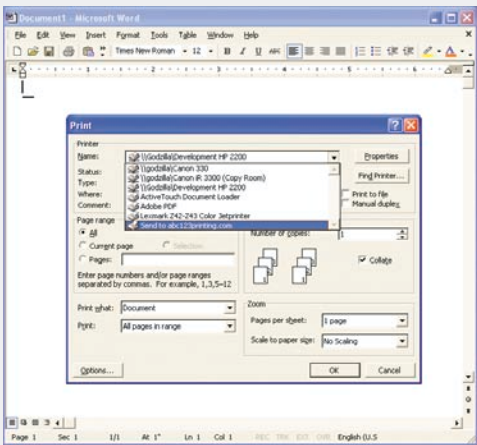 Document1 - Microsoft Word
File Edit View Insert Format Tools Table Window Help
Times New Roman 12 B I U ABC
Print
Printer
Name: \\Godzilla\Development HP 2200 Properties
Status: \\godzilla\Canon 330
Type: \\godzilla\Canon iR 3300 (Copy Room) Find Printer...
\\Godzilla\Development HP 2200
Where: ActiveTouch Document Loader Print to file
Comment: Adobe PDF Manual duplex
Lexmark Z42-Z43 Color Jetprinter
Page range Send to abc123printing.com
All Number of copies: 1
Current page Selection
Pages: Collate
Enter page numbers and/or page ranges
separated by commas. For example, 1,3,5–12
Print what: Document Zoom
Pages per sheet: 1 page
Print: All pages in range
Scale to paper size: No Scaling
Options... OK Cancel
Page 1 Sec 1 1/1 At 1" Ln 1 Col 1 REC TRK EXT OVR English (U.S